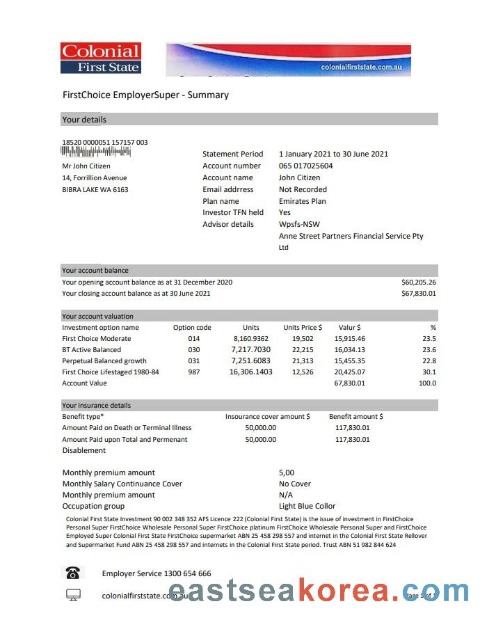 Colonial
First State
colonialfirststate.com.au
FirstChoice EmployerSuper - Summary
Your details
18520 0000051 157157 003
Mr John Citizen
14, Forrillion Avenue
BIBRA LAKE WA 6163
Statement Period 1 January 2021 to 30 June 2021
Account number 065 017025604
Account name John Citizen
Email addrress Not Recorded
Plan name Emirates Plan
Investor TFN held Yes
Advisor details Wpsfs-NSW
Anne Street Partners Financial Service Pty
Ltd
Your account balance
Your opening account balance as at 31 December 2020 $60,205.26
Your closing account balance as at 30 June 2021 $67,830.01
Your account valuation
Investment option name Option code Units Units Price $ Valur $ %
First Choice Moderate 014 8,160.9362 19,502 15,915.46 23.5
BT Active Balanced 030 7,217.7030 22,215 16,034.13 23.6
Perpetual Balanced growth 031 7,251.6083 21,313 15,455.35 22.8
First Choice Lifestaged 1980-84 987 16,306.1403 12,526 20,425.07 30.1
Account Value 67,830.01 100.0
Your insurance details
Benefit type* Insourance cover amount $ Benefit amount $
Amount Paid on Death or Terminal Illness 50,000.00 117,830.01
Amount Paid upon Total and Permenant 50,000.00 117,830.01
Disablement
Monthly premium amount 5,00
Monthly Salary Continuance Cover No Cover
Monthly premium amount N/A
Occupation group Light Blue Collor
Colonial First State Investment 90 002 348 352 AFS Licence 222 (Colonial First State) is the issue of investment in FirstChoice
Personal Super FirstChoice Wholesale Personal Super FirstChoice platinum FirstChoice Wholesale Personal Super and FirstChoice
Employed Super Colonial First State FirstChoice supermarket ABN 25 458 298 557 and internet in the Colonial First State Rellover
and Supermarket Fund ABN 25 458 298 557 and internets in the Colonial First State period. Trust ABN 51 982 844 624
Employer Service 1300 654 666
colonialfirststate.com.au
eastseakorea.com